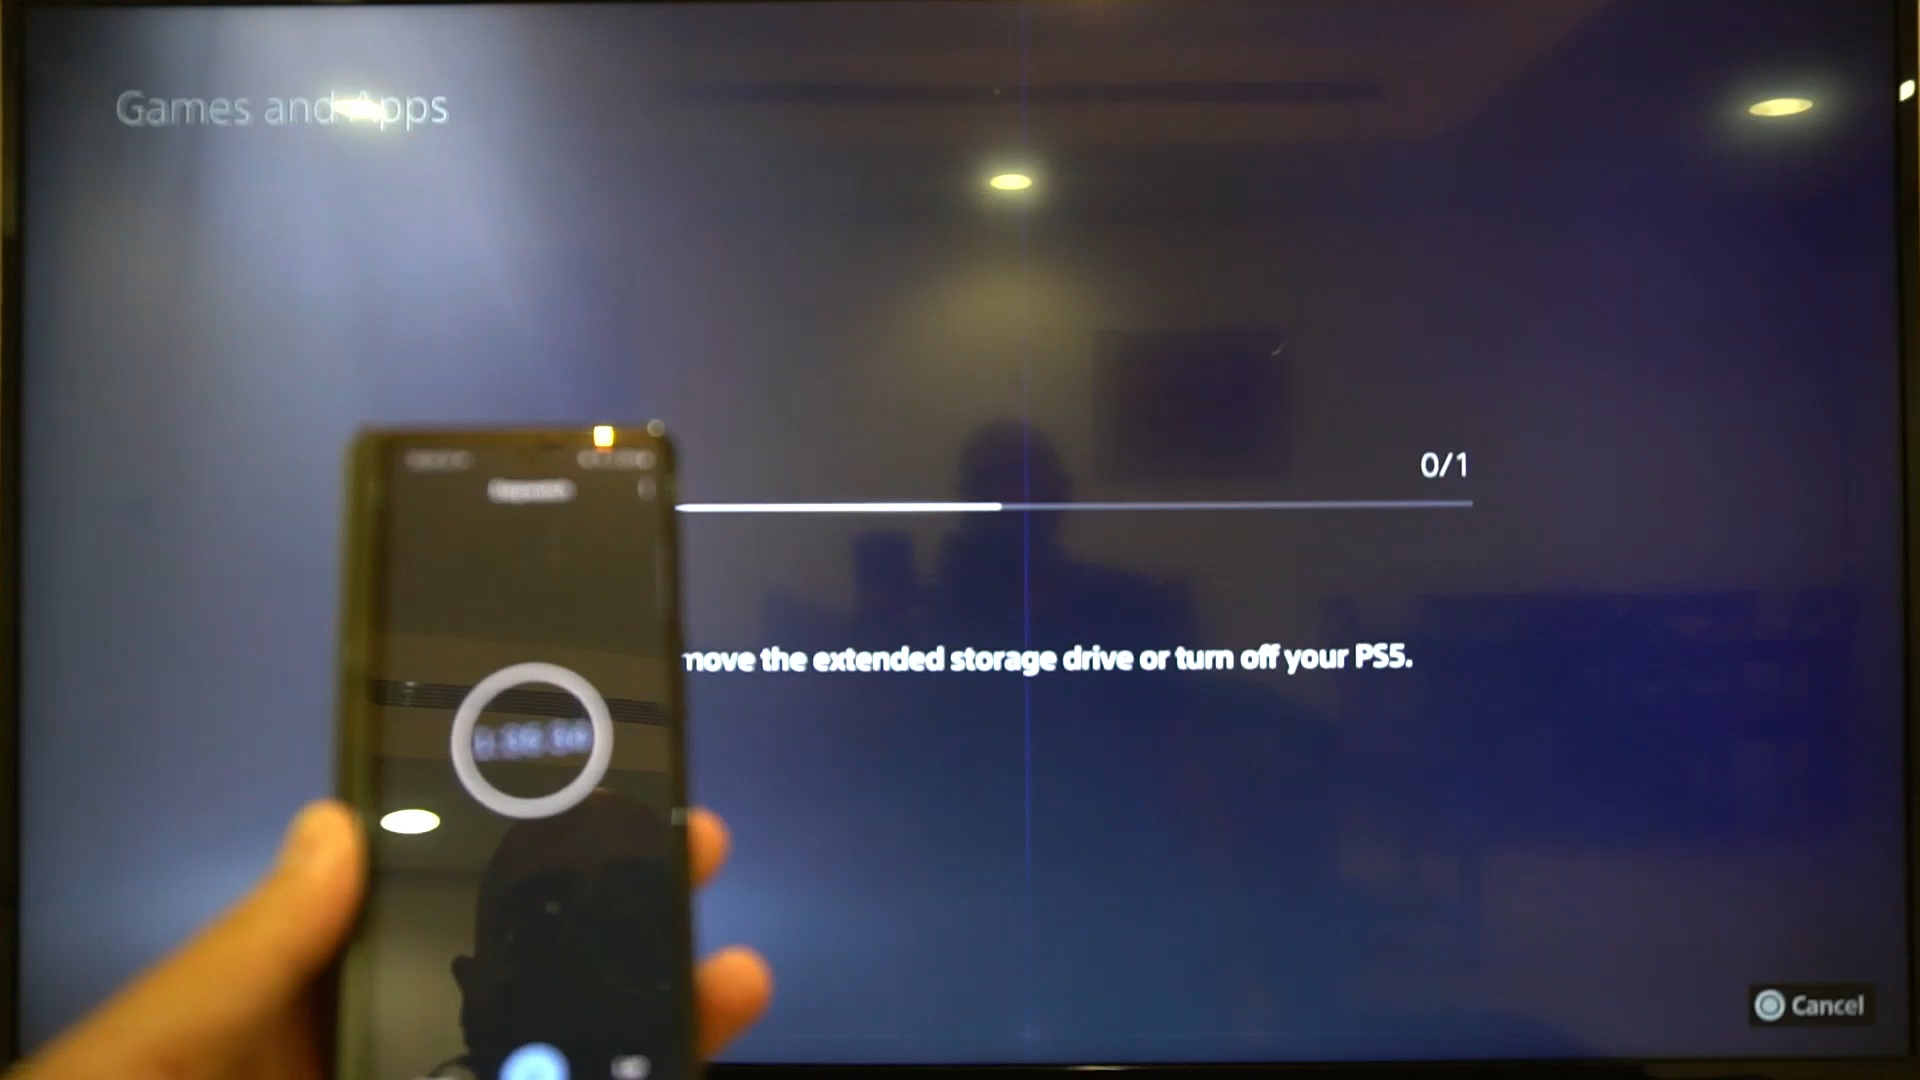 Games and Apps
0/1
move the extended storage drive or turn off your PS5.
Cancel